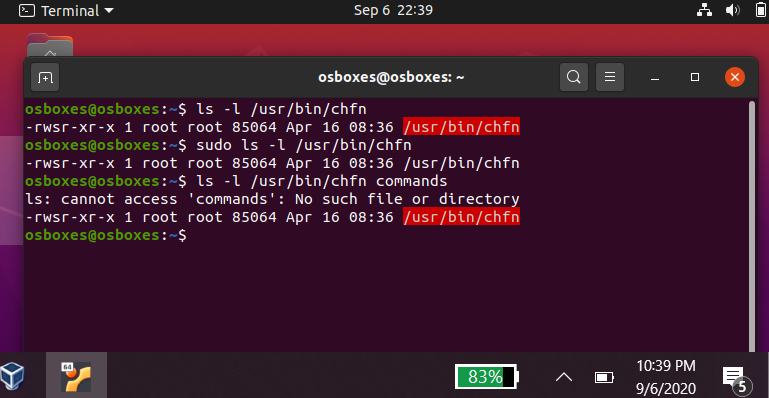 Terminal
Sep 6 22:39
osboxes@osboxes: ~
osboxes@osboxes:~$ ls -l /usr/bin/chfn
-rwsr-xr-x 1 root root 85064 Apr 16 08:36 /usr/bin/chfn
osboxes@osboxes:~$ sudo ls -l /usr/bin/chfn
-rwsr-xr-x 1 root root 85064 Apr 16 08:36 /usr/bin/chfn
osboxes@osboxes:~$ ls -l /usr/bin/chfn commands
ls: cannot access 'commands': No such file or directory
-rwsr-xr-x 1 root root 85064 Apr 16 08:36 /usr/bin/chfn
osboxes@osboxes:~$
64
83%
10:39 PM
9/6/2020
5